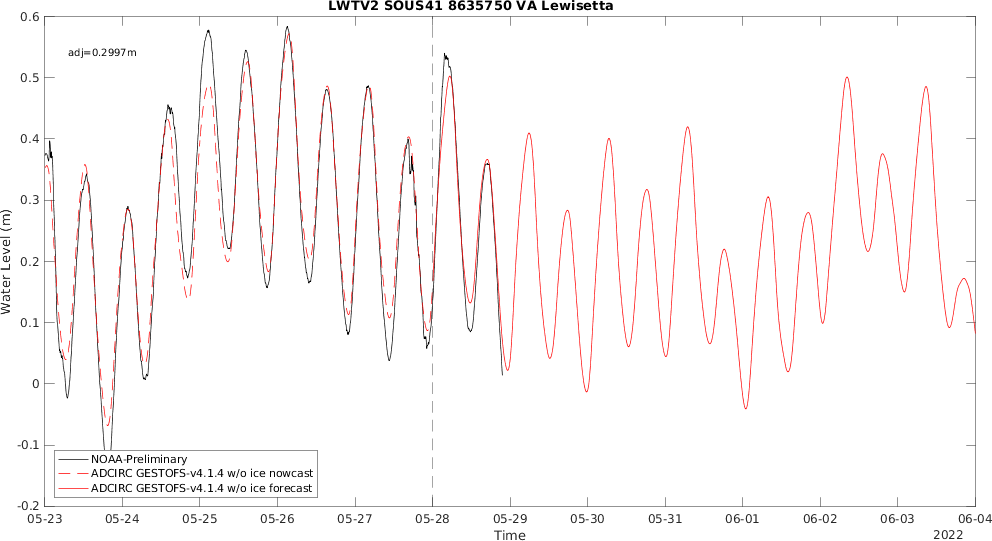 LWTV2 SOUS41 8635750 VA Lewisetta
adj=0.2997m
Water Level (m)
0.6
0.5
0.4
0.3
0.2
0.1
0
-0.1
-0.2
NOAA-Preliminary
ADCIRC GESTOFS-v4.1.4 w/o ice nowcast
ADCIRC GESTOFS-v4.1.4 w/o ice forecast
05-23 05-24 05-25 05-26 05-27 05-28 05-29 05-30 05-31 06-01 06-02 06-03 06-04
Time
2022